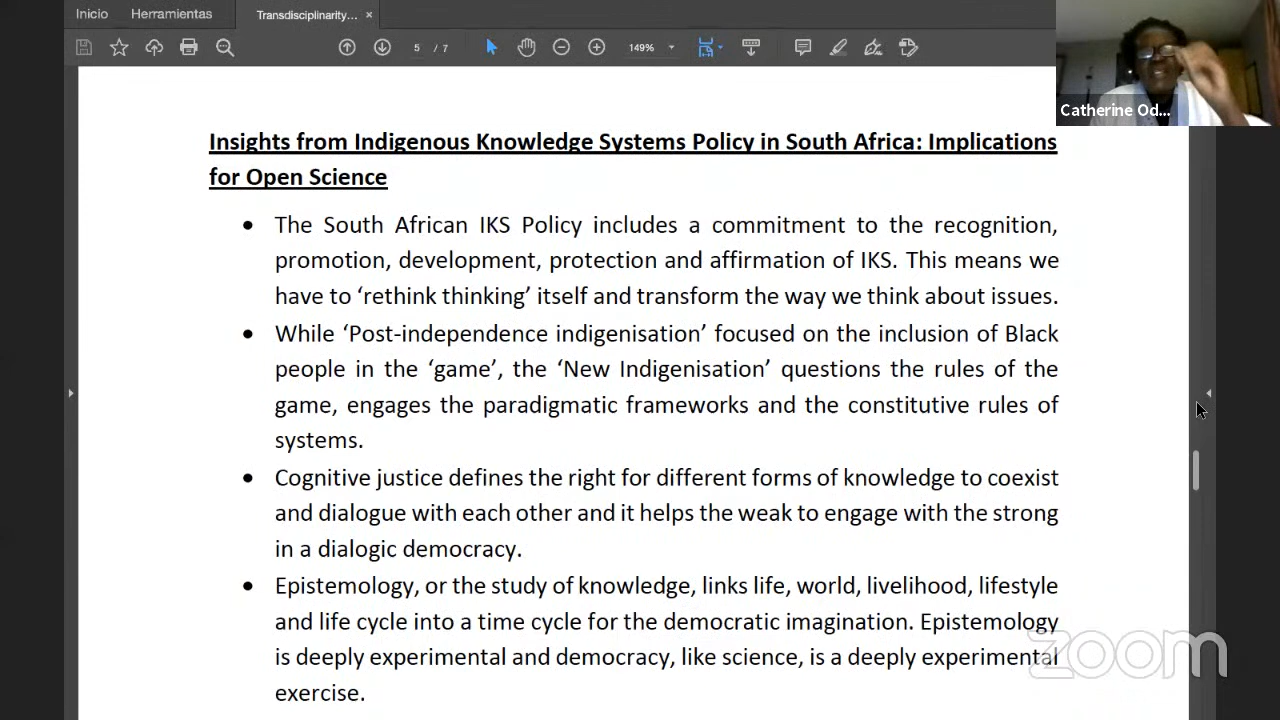 Inicio Herramientas Transdisciplinarity... ×
5 / 7 149%
Catherine Od...
Insights from Indigenous Knowledge Systems Policy in South Africa: Implications
for Open Science
• The South African IKS Policy includes a commitment to the recognition,
promotion, development, protection and affirmation of IKS. This means we
have to ‘rethink thinking’ itself and transform the way we think about issues.
• While ‘Post-independence indigenisation’ focused on the inclusion of Black
people in the ‘game’, the ‘New Indigenisation’ questions the rules of the
game, engages the paradigmatic frameworks and the constitutive rules of
systems.
• Cognitive justice defines the right for different forms of knowledge to coexist
and dialogue with each other and it helps the weak to engage with the strong
in a dialogic democracy.
• Epistemology, or the study of knowledge, links life, world, livelihood, lifestyle
and life cycle into a time cycle for the democratic imagination. Epistemology
is deeply experimental and democracy, like science, is a deeply experimental
exercise.
zoom